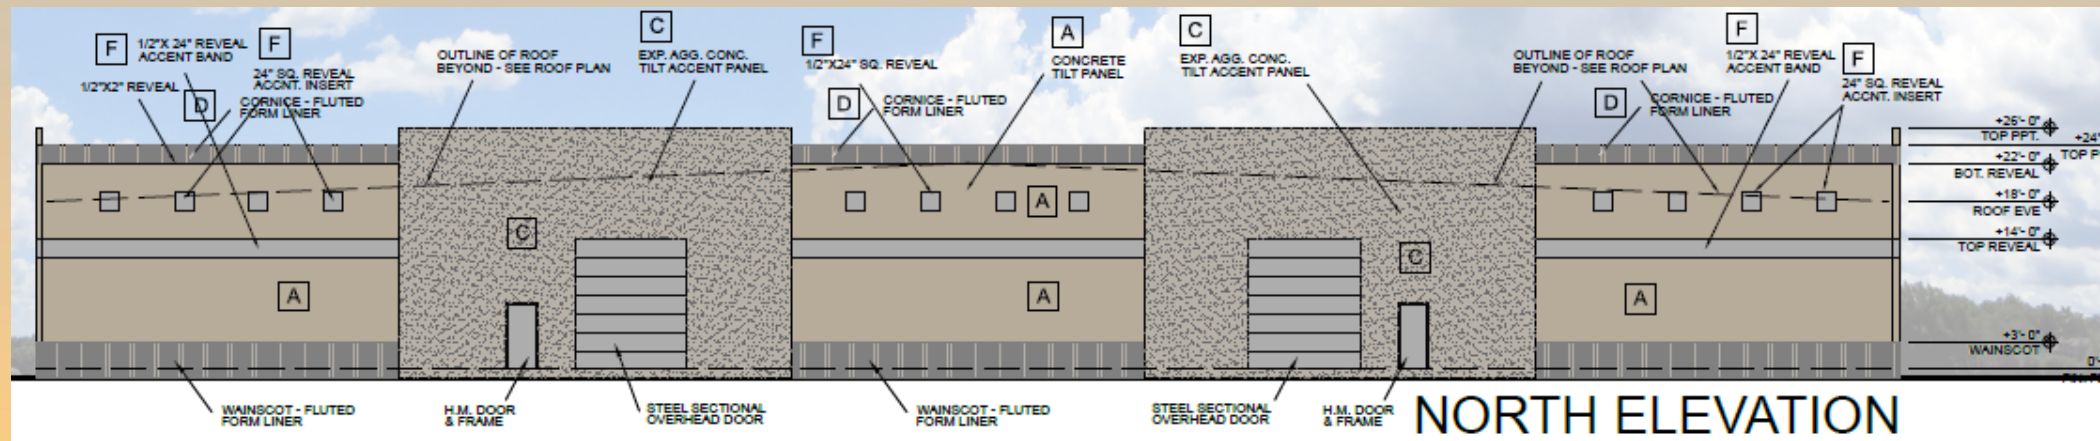 F
1/2"X 24" REVEAL
ACCENT BAND
F
24" SQ. REVEAL
ACCNT. INSERT
1/2"X2" REVEAL
D
CORNICE - FLUTED
FORM LINER
OUTLINE OF ROOF
BEYOND - SEE ROOF PLAN
C
EXP. AGG. CONC.
TILT ACCENT PANEL
F
1/2"X24" SQ. REVEAL
D
CORNICE - FLUTED
FORM LINER
A
CONCRETE
TILT PANEL
C
EXP. AGG. CONC.
TILT ACCENT PANEL
OUTLINE OF ROOF
BEYOND - SEE ROOF PLAN
F
1/2"X 24" REVEAL
ACCENT BAND
F
24" SQ. REVEAL
ACCNT. INSERT
D
CORNICE - FLUTED
FORM LINER
+26'- 0"
TOP PPT.
+24'
TOP P
+22'- 0"
BOT. REVEAL
+18'- 0"
ROOF EVE
+14'- 0"
TOP REVEAL
+3'- 0"
WAINSCOT
A
C
A
A
C
A
WAINSCOT - FLUTED
FORM LINER
H.M. DOOR
& FRAME
STEEL SECTIONAL
OVERHEAD DOOR
WAINSCOT - FLUTED
FORM LINER
STEEL SECTIONAL
OVERHEAD DOOR
H.M. DOOR
& FRAME
NORTH ELEVATION